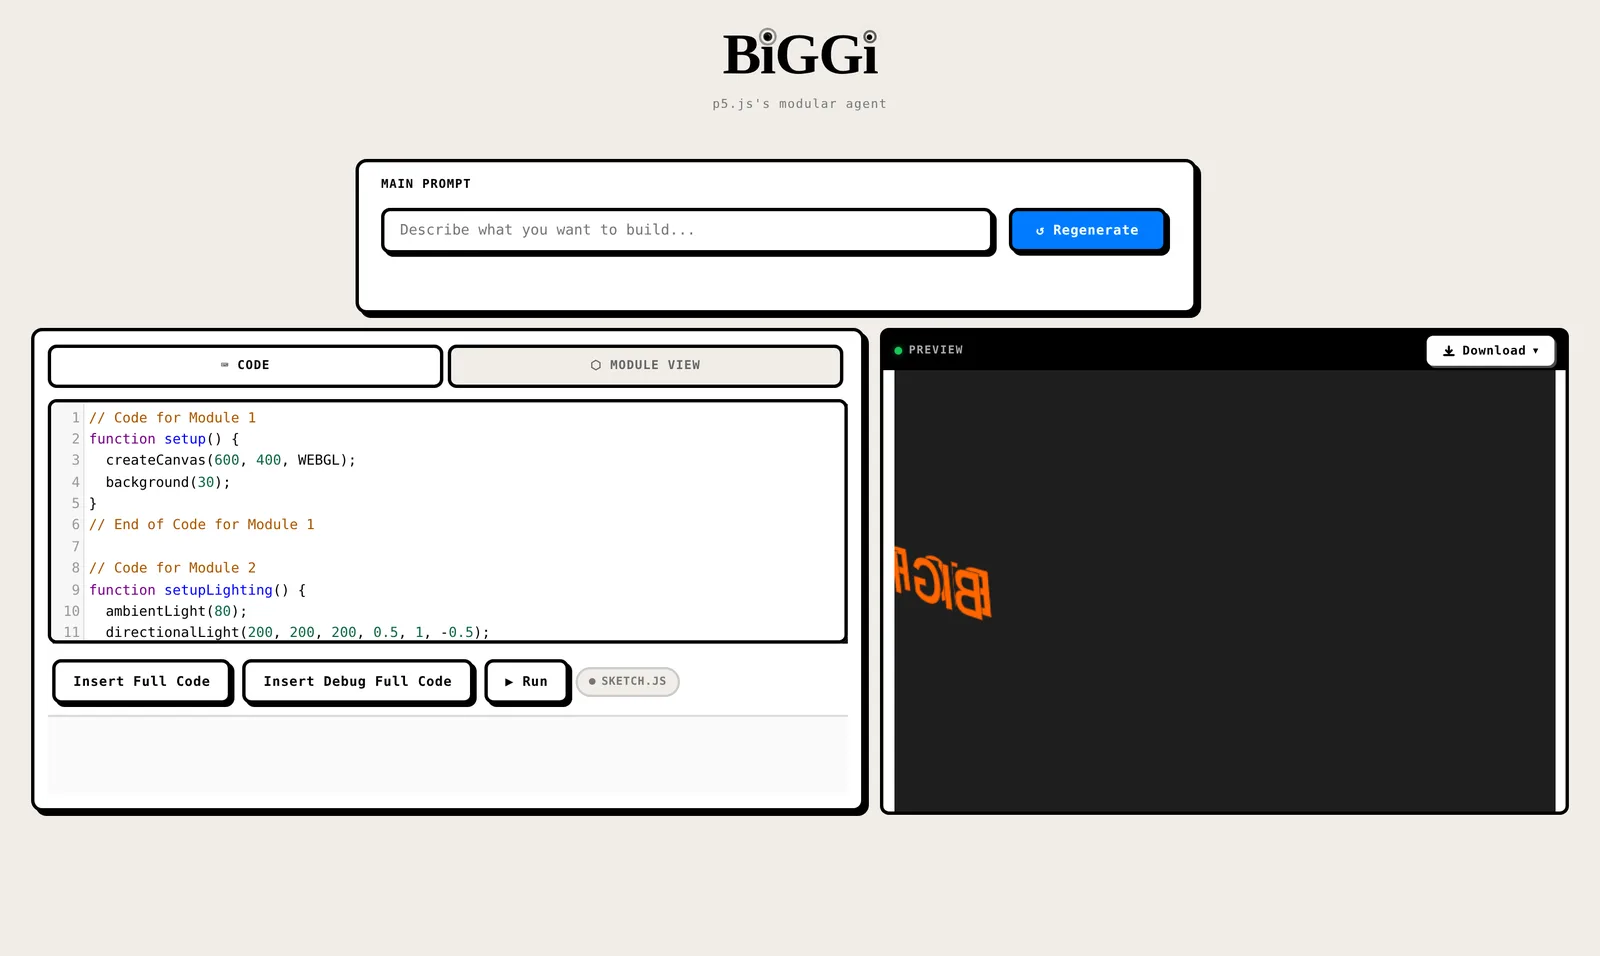 BiGGi
p5.js's modular agent
MAIN PROMPT
Describe what you want to build...
↺ Regenerate
⌨ CODE
⬡ MODULE VIEW
1 // Code for Module 1
2 function setup() {
3 createCanvas(600, 400, WEBGL);
4 background(30);
5 }
6 // End of Code for Module 1
7
8 // Code for Module 2
9 function setupLighting() {
10 ambientLight(80);
11 directionalLight(200, 200, 200, 0.5, 1, -0.5);
Insert Full Code
Insert Debug Full Code
▶ Run
● SKETCH.JS
PREVIEW
Download ▾